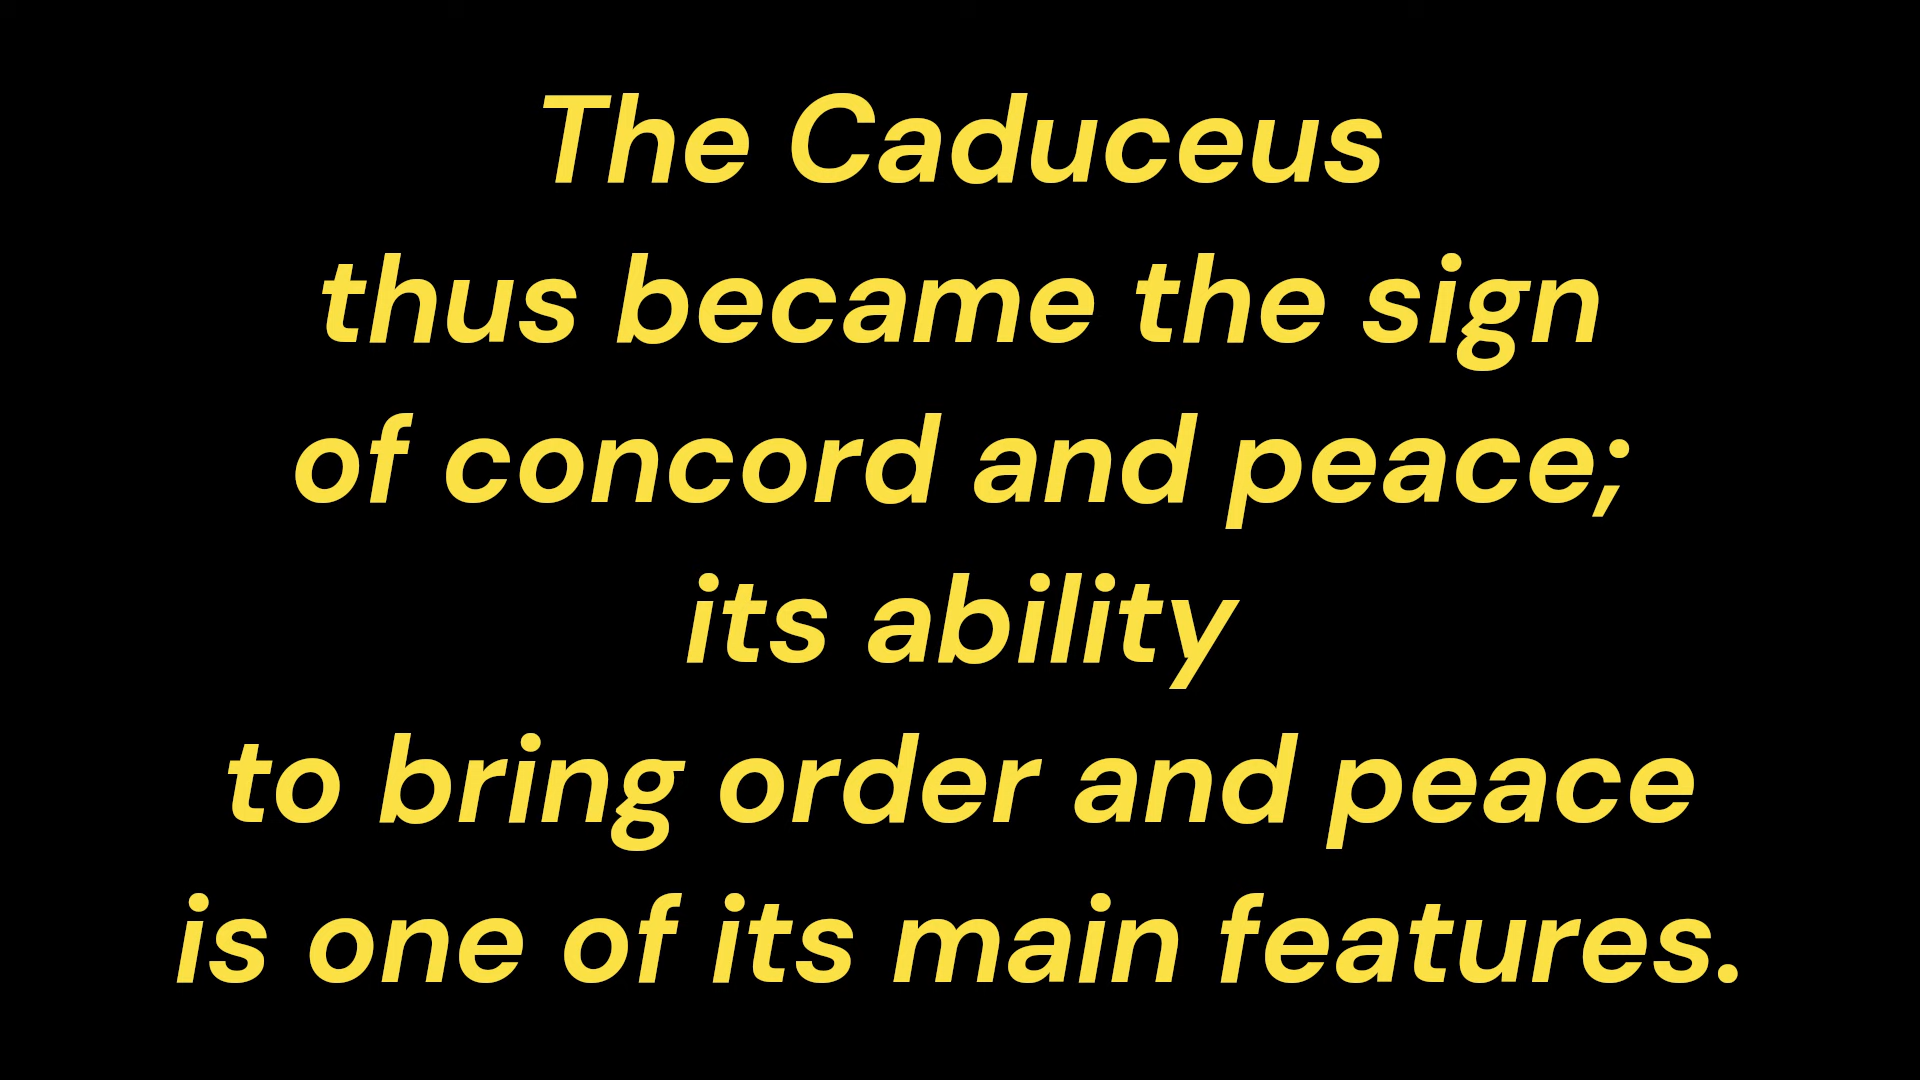 The Caduceus
thus became the sign
of concord and peace;
its ability
to bring order and peace
is one of its main features.